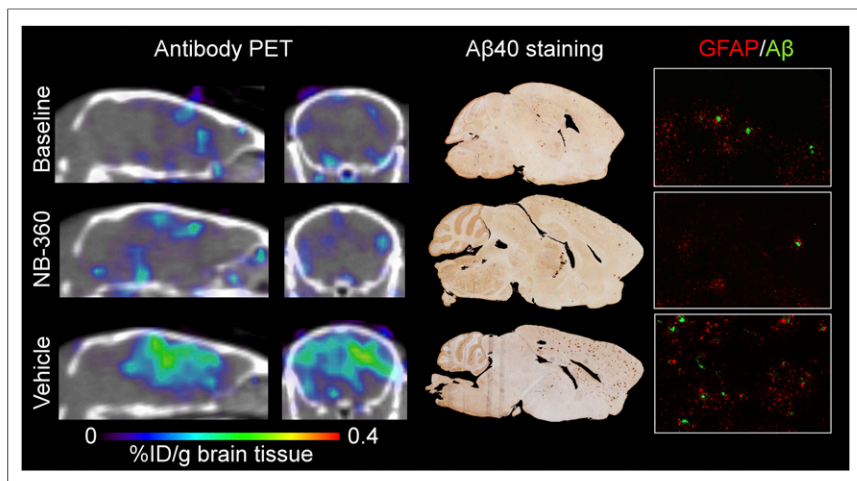 Antibody PET
Aβ40 staining
GFAP/Aβ
Baseline
NB-360
Vehicle
0
0.4
%ID/g brain tissue